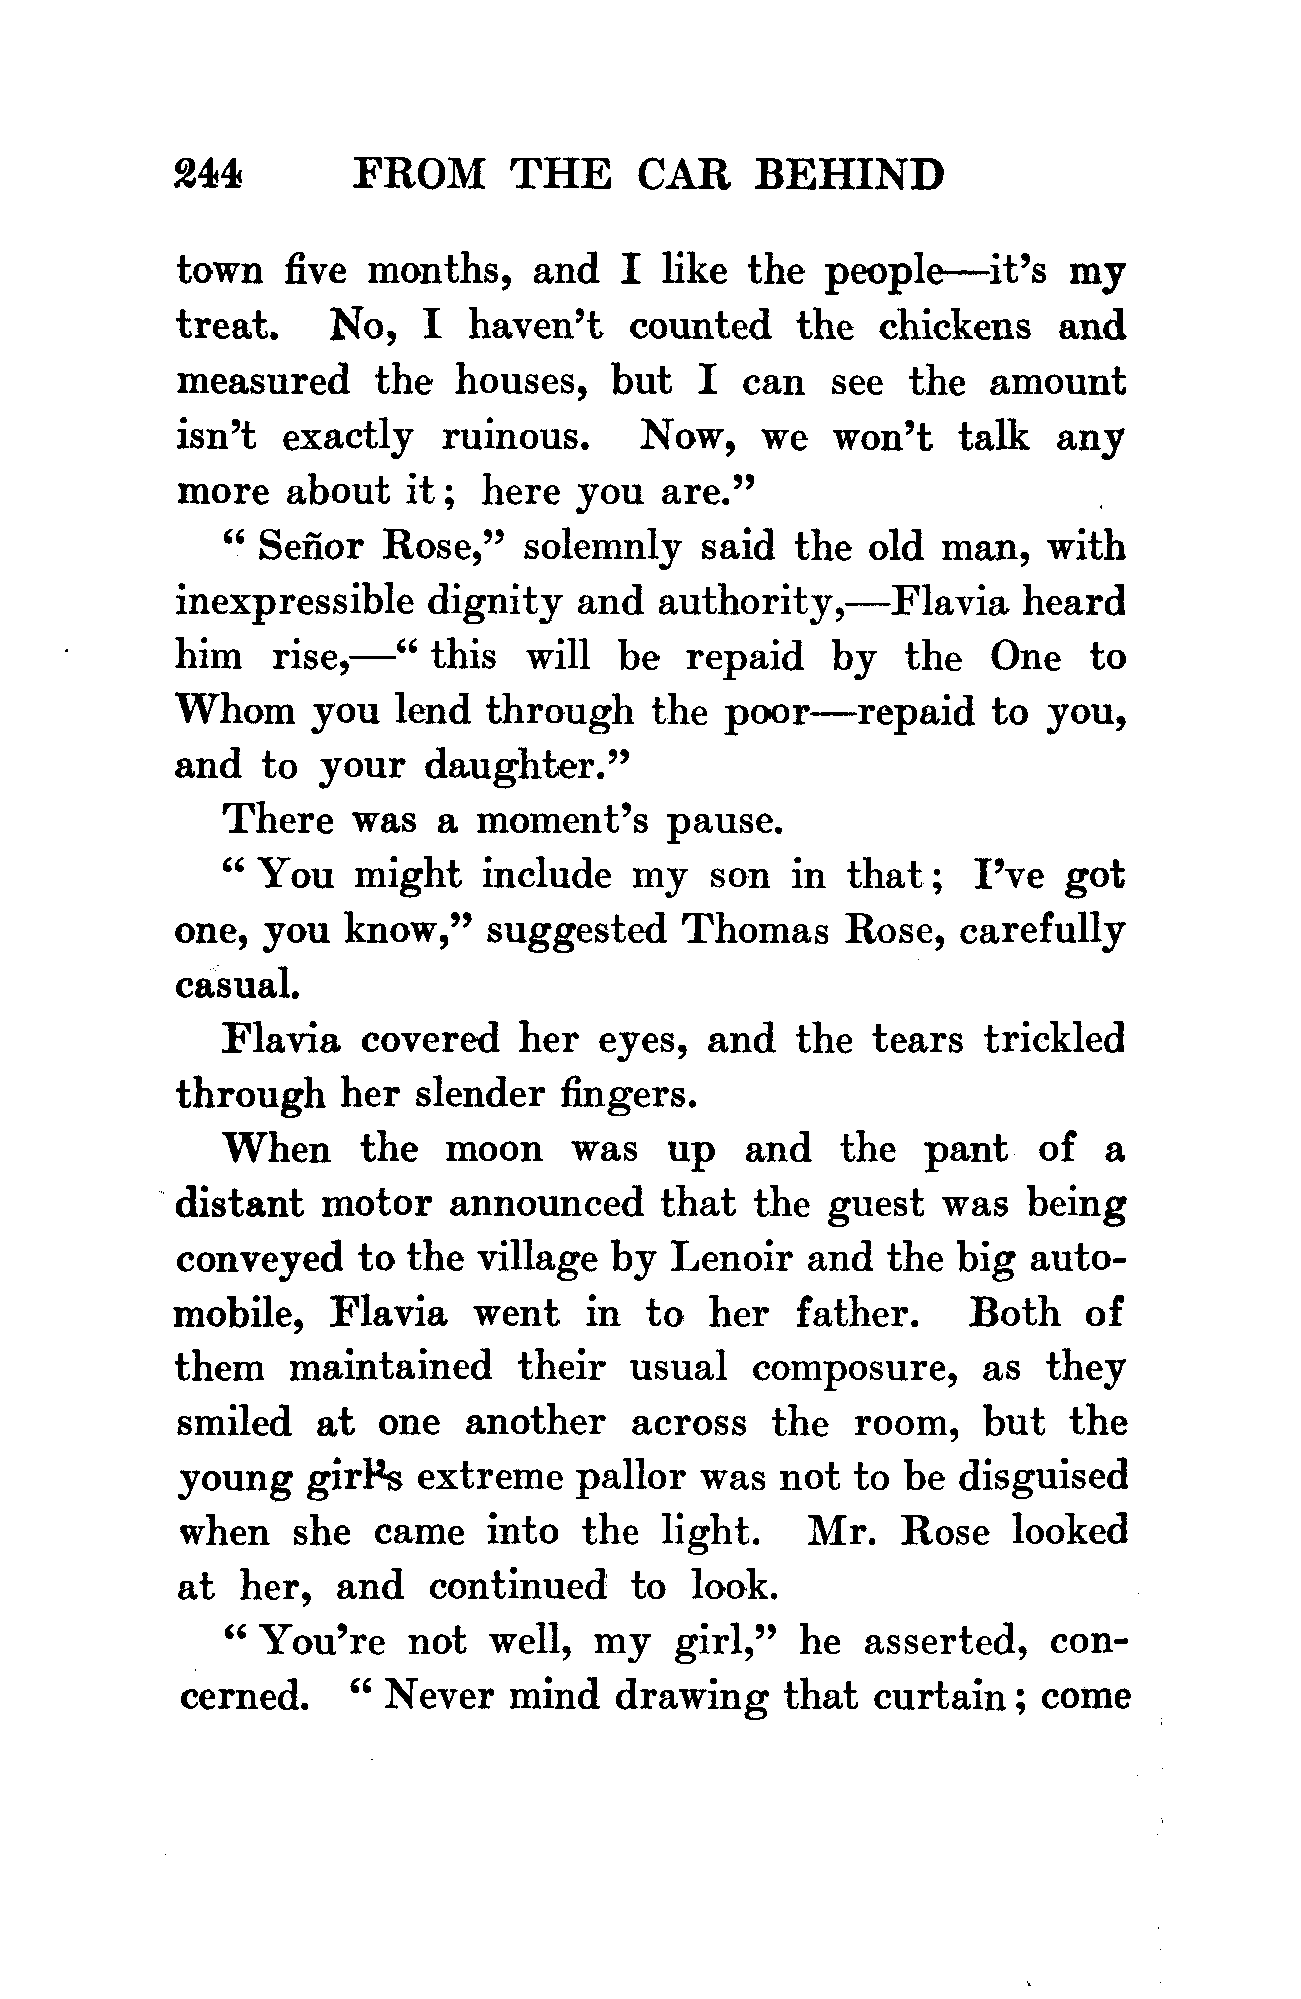 244 FROM THE CAR BEHIND
town five months, and I like the people—it's my
treat. No, I haven't counted the chickens and
measured the houses, but I can see the amount
isn't exactly ruinous. Now, we won't talk any
more about it; here you are."
" Señor Rose," solemnly said the old man, with
inexpressible dignity and authority,—Flavia heard
him rise,—" this will be repaid by the One to
Whom you lend through the poor—repaid to you,
and to your daughter."
There was a moment's pause.
" You might include my son in that; I've got
one, you know," suggested Thomas Rose, carefully
casual.
Flavia covered her eyes, and the tears trickled
through her slender fingers.
When the moon was up and the pant of a
distant motor announced that the guest was being
conveyed to the village by Lenoir and the big auto-
mobile, Flavia went in to her father. Both of
them maintained their usual composure, as they
smiled at one another across the room, but the
young girl's extreme pallor was not to be disguised
when she came into the light. Mr. Rose looked
at her, and continued to look.
" You're not well, my girl," he asserted, con-
cerned. " Never mind drawing that curtain; come